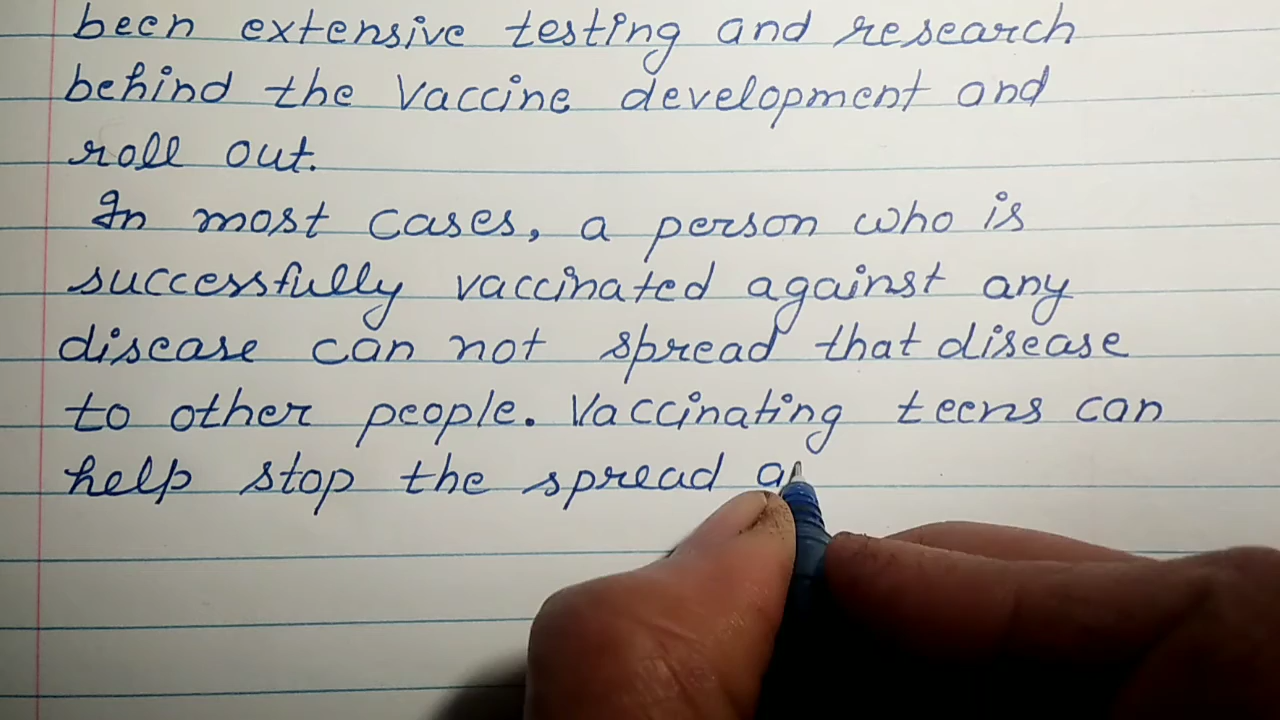 been extensive testing and research
behind the vaccine development and
roll out.
In most cases, a person who is
successfully vaccinated against any
disease can not spread that disease
to other people. Vaccinating teens can
help stop the spread a